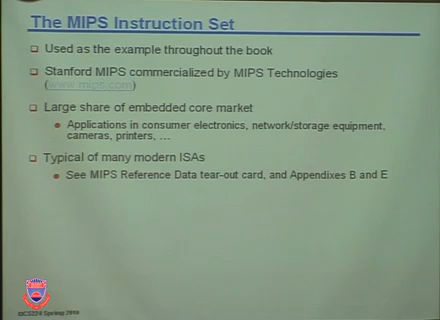 The MIPS Instruction Set
Used as the example throughout the book
Stanford MIPS commercialized by MIPS Technologies
(www.mips.com)
Large share of embedded core market
Applications in consumer electronics, network/storage equipment,
cameras, printers, …
Typical of many modern ISAs
See MIPS Reference Data tear-out card, and Appendixes B and E
CS224 Spring 2010